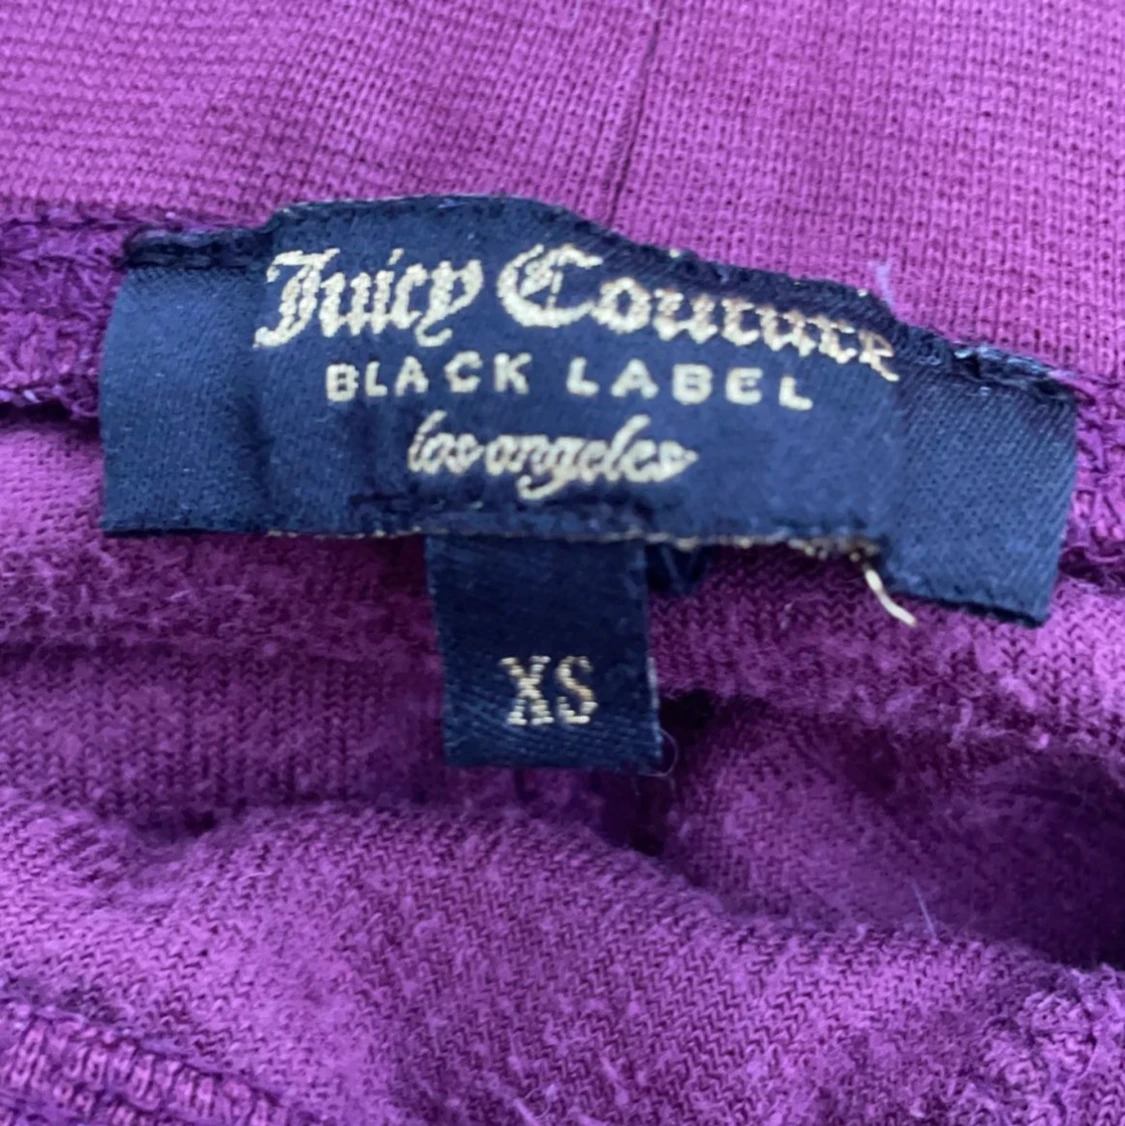 Juicy Couture
BLACK LABEL
los angeles
XS